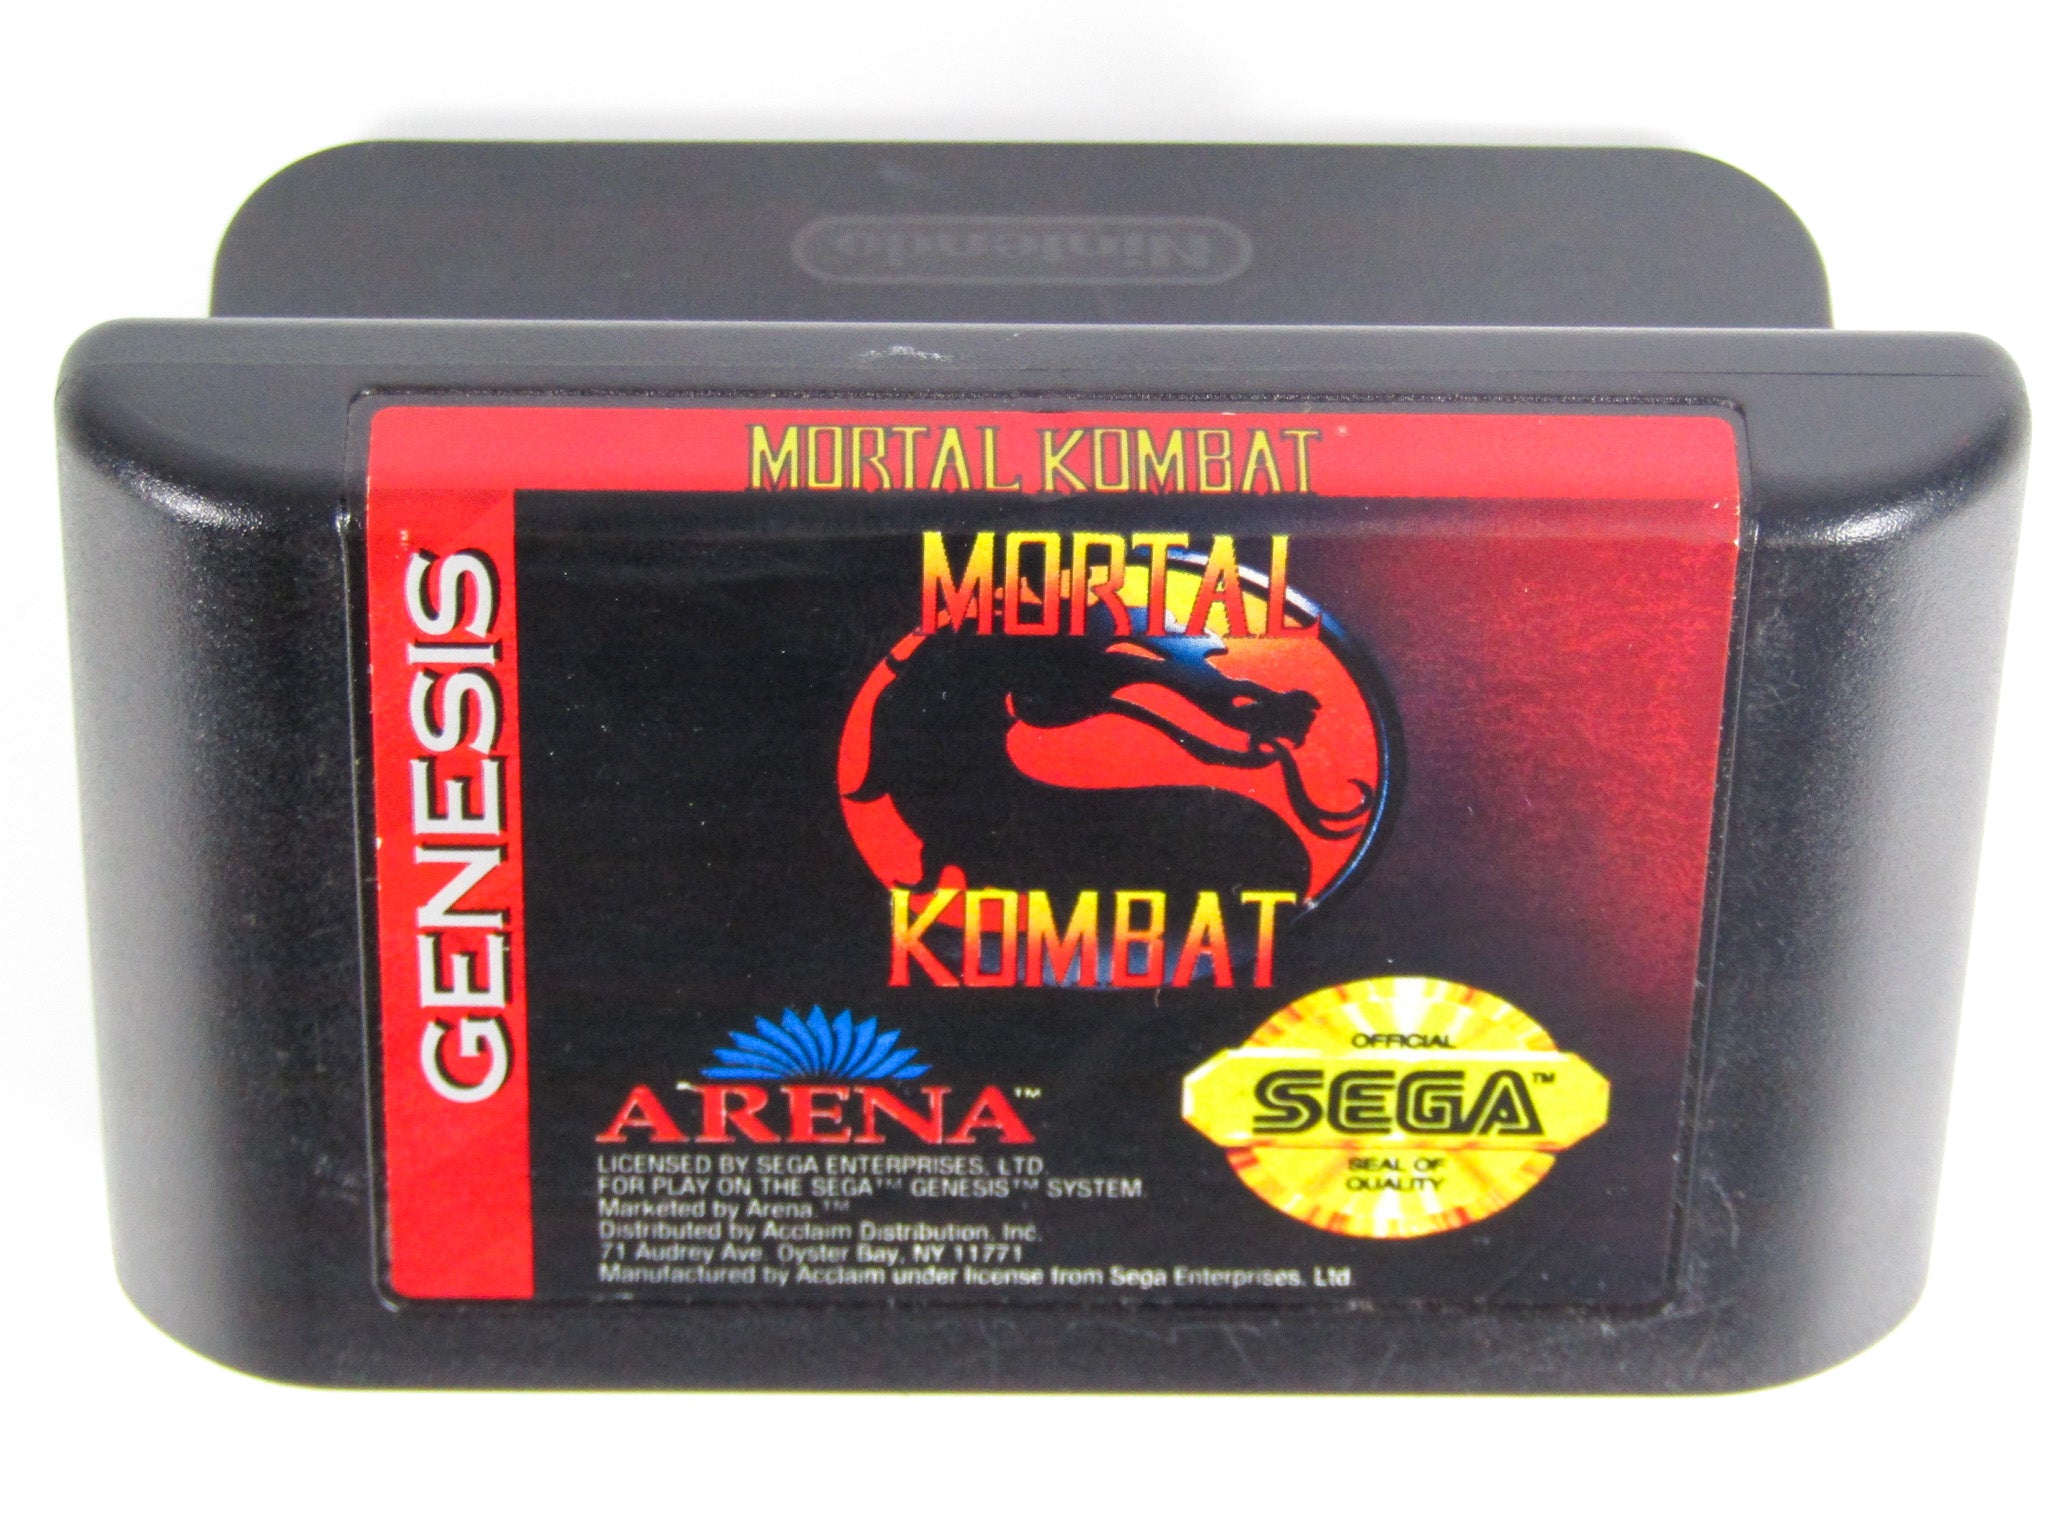 Nintendo
MORTAL KOMBAT
GENESIS™
MORTAL
KOMBAT
ARENA™
LICENSED BY SEGA ENTERPRISES, LTD.
FOR PLAY ON THE SEGA™ GENESIS™ SYSTEM.
Marketed by Arena.™
Distributed by Acclaim Distribution, Inc.
71 Audrey Ave. Oyster Bay, NY 11771
Manufactured by Acclaim under license from Sega Enterprises, Ltd.
OFFICIAL
SEGA™
SEAL OF
QUALITY